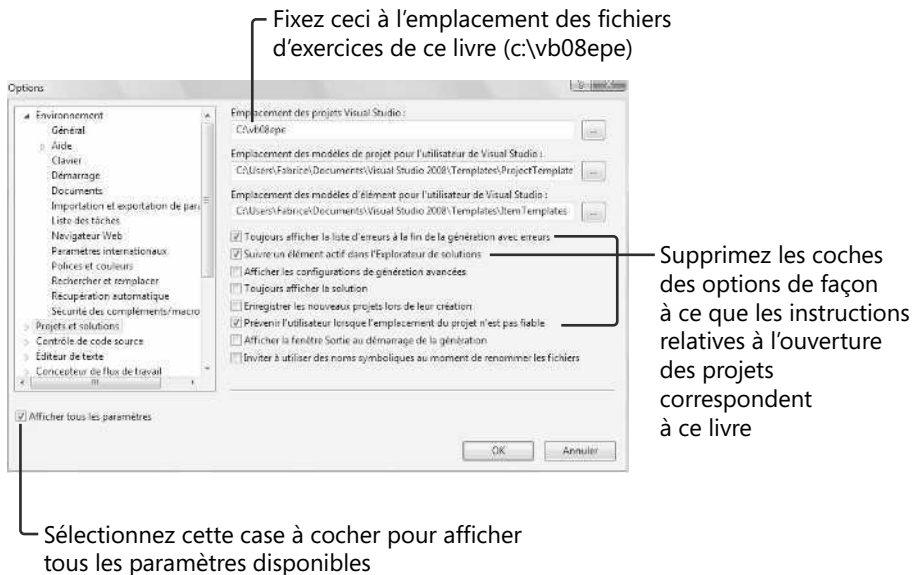 Fixez ceci à l’emplacement des fichiers
d’exercices de ce livre (c:\vb08epe)
Options
Environnement
Général
Aide
Clavier
Démarrage
Documents
Importation et exportation de para
Liste des tâches
Navigateur Web
Paramètres internationaux
Polices et couleurs
Rechercher et remplacer
Récupération automatique
Sécurité des compléments/macro
Projets et solutions
Contrôle de code source
Éditeur de texte
Concepteur de flux de travail
Afficher tous les paramètres
Emplacement des projets Visual Studio :
C:\vb08epe
...
Emplacement des modèles de projet pour l'utilisateur de Visual Studio :
C:\Users\Fabrice\Documents\Visual Studio 2008\Templates\ProjectTemplate
...
Emplacement des modèles d'élément pour l'utilisateur de Visual Studio :
C:\Users\Fabrice\Documents\Visual Studio 2008\Templates\ItemTemplates
...
Toujours afficher la liste d'erreurs à la fin de la génération avec erreurs
Suivre un élément actif dans l'Explorateur de solutions
Afficher les configurations de génération avancées
Toujours afficher la solution
Enregistrer les nouveaux projets lors de leur création
Prévenir l'utilisateur lorsque l'emplacement du projet n'est pas fiable
Afficher la fenêtre Sortie au démarrage de la génération
Inviter à utiliser des noms symboliques au moment de renommer les fichiers
OK
Annuler
Supprimez les coches
des options de façon
à ce que les instructions
relatives à l’ouverture
des projets
correspondent
à ce livre
Sélectionnez cette case à cocher pour afficher
tous les paramètres disponibles